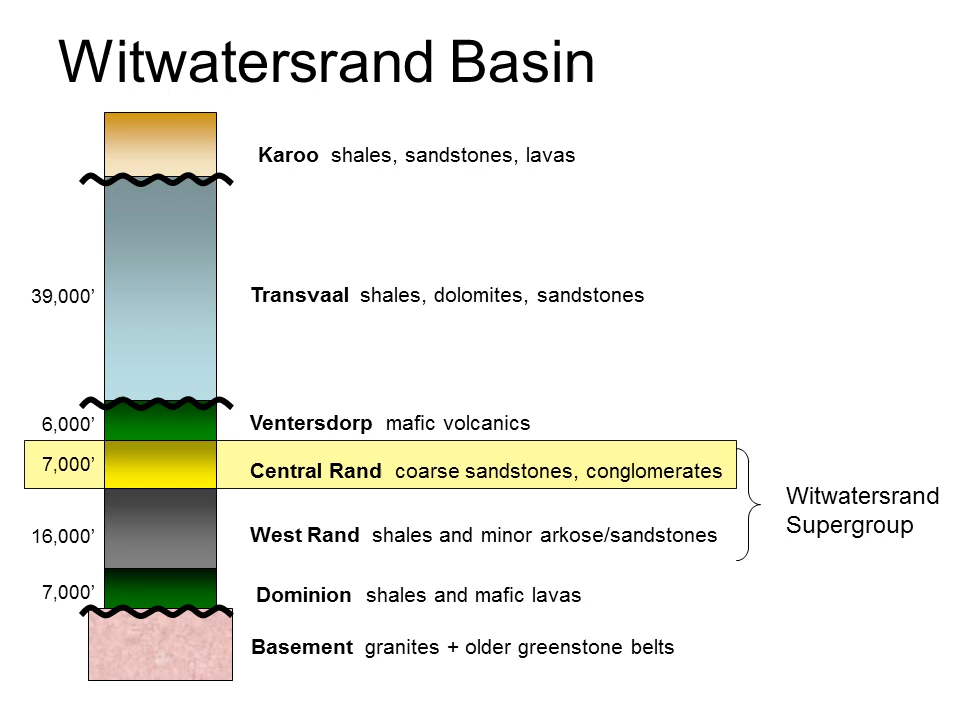 Witwatersrand Basin
Karoo shales, sandstones, lavas
39,000’ Transvaal shales, dolomites, sandstones
6,000’ Ventersdorp mafic volcanics
7,000’ Central Rand coarse sandstones, conglomerates
Witwatersrand
Supergroup
16,000’ West Rand shales and minor arkose/sandstones
7,000’ Dominion shales and mafic lavas
Basement granites + older greenstone belts